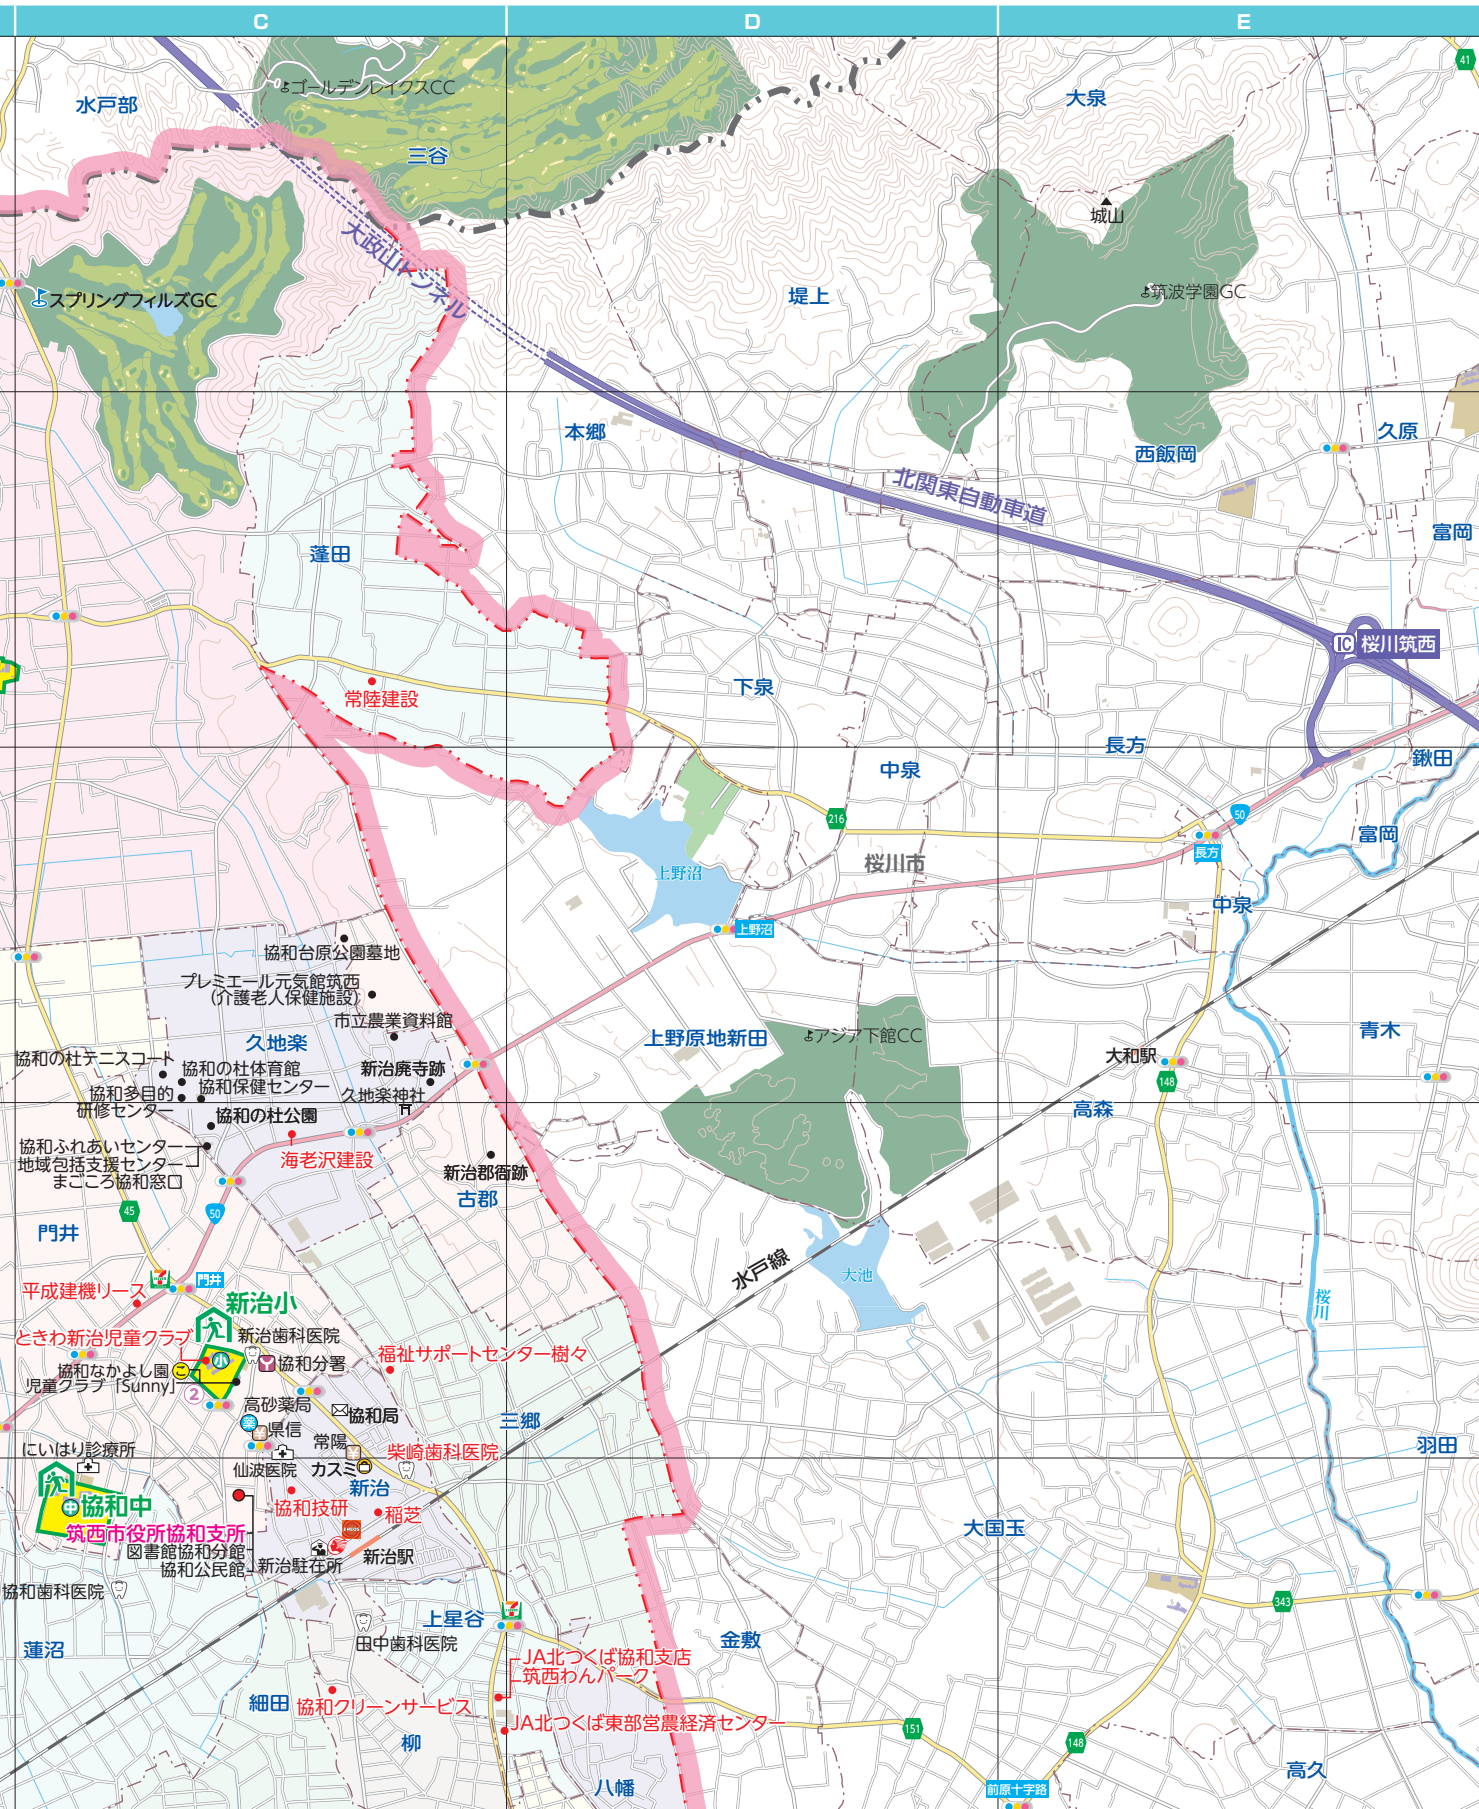 C
D
E
41
水戸部
ゴールデンレイクスCC
三谷
大泉
城山
大政山トンネル
スプリングフィルズGC
堤上
筑波学園GC
本郷
西飯岡
久原
北関東自動車道
富岡
蓬田
IC 桜川筑西
常陸建設
下泉
長方
中泉
鍬田
216
50
富岡
長方
上野沼
桜川市
中泉
上野沼
協和台原公園墓地
プレミエール元気館筑西
(介護老人保健施設)
市立農業資料館
久地楽
上野原地新田
アジア下館CC
青木
協和の杜テニスコート
協和の杜体育館
新治廃寺跡
大和駅
148
協和多目的
研修センター
協和保健センター
久地楽神社
高森
協和の杜公園
協和ふれあいセンター
地域包括支援センター
まごころ協和窓口
海老沢建設
新治郡衙跡
古郡
45
50
門井
水戸線
大池
桜川
門井
平成建機リース
新治小
ときわ新治児童クラブ
新治歯科医院
小
協和分署
福祉サポートセンター樹々
協和なかよし園
こ
児童クラブ「Sunny」
2
高砂薬局
協和局
薬
県信
三郷
常陽
柴崎歯科医院
羽田
にいはり診療所
仙波医院
カスミ
新治
中
協和中
協和技研
稲芝
筑西市役所協和支所
ENEOS
大国玉
図書館協和分館
協和公民館
新治駐在所
新治駅
協和歯科医院
343
上星谷
田中歯科医院
蓮沼
金敷
JA北つくば協和支店
筑西わんパーク
細田
協和クリーンサービス
JA北つくば東部営農経済センター
151
148
柳
高久
八幡
前原十字路